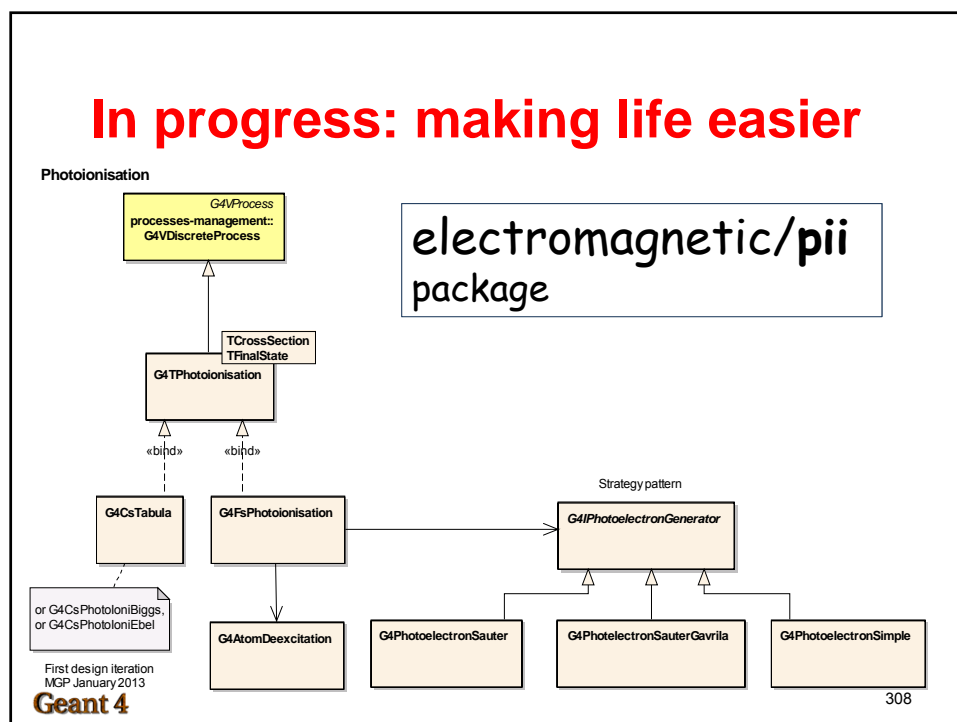 In progress: making life easier
Photoionisation
G4VProcess
processes-management::
G4VDiscreteProcess
electromagnetic/pii
package
TCrossSection
TFinalState
G4TPhotoionisation
«bind» «bind»
Strategy pattern
G4CsTabula G4FsPhotoionisation G4IPhotoelectronGenerator
or G4CsPhotoIoniBiggs,
or G4CsPhotoIoniEbel
G4AtomDeexcitation G4PhotoelectronSauter G4PhotelectronSauterGavrila G4PhotoelectronSimple
First design iteration
MGP January 2013
Geant 4
308